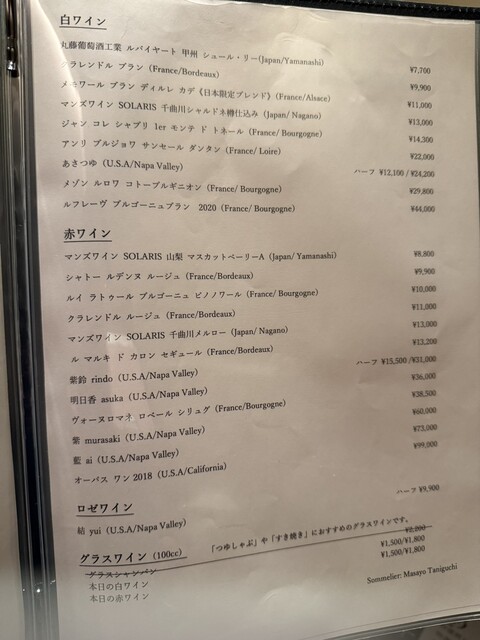 白ワイン
丸藤葡萄酒工業 ルバイヤート 甲州 シュール・リー(Japan/Yamanashi) ¥7,700
クラレンドル ブラン (France/Bordeaux) ¥9,900
メモワール ブラン ディルレ カデ《日本限定ブレンド》(France/Alsace) ¥11,000
マンズワイン SOLARIS 千曲川シャルドネ樽仕込み (Japan/ Nagano) ¥13,000
ジャン コレ シャブリ 1er モンテ ド トネール (France/ Bourgogne) ¥14,300
アンリ ブルジョワ サンセール ダンタン (France/ Loire) ¥22,000
あさつゆ (U.S.A/Napa Valley) ハーフ ¥12,100 /¥24,200
メゾン ルロワ コトーブルギニオン (France/ Bourgogne) ¥29,800
ルフレーヴ ブルゴーニュブラン 2020 (France/ Bourgogne) ¥44,000
赤ワイン
マンズワイン SOLARIS 山梨 マスカットベーリーA (Japan/ Yamanashi) ¥8,800
シャトー ルデンヌ ルージュ (France/Bordeaux) ¥9,900
ルイ ラトゥール ブルゴーニュ ピノノワール (France/ Bourgogne) ¥10,000
クラレンドル ルージュ (France/Bordeaux) ¥11,000
マンズワイン SOLARIS 千曲川メルロー (Japan/ Nagano) ¥13,000
ル マルキ ド カロン セギュール (France/Bordeaux) ¥13,200
紫鈴 rindo (U.S.A/Napa Valley) ハーフ ¥15,500 /¥31,000
明日香 asuka (U.S.A/Napa Valley) ¥36,000
ヴォーヌロマネ ロベール シリュグ (France/Bourgogne) ¥38,500
紫 murasaki (U.S.A/Napa Valley) ¥60,000
藍 ai (U.S.A/Napa Valley) ¥73,000
オーパス ワン 2018 (U.S.A/California) ¥99,000
ロゼワイン
結 yui (U.S.A/Napa Valley) ハーフ ¥9,900
グラスワイン (100cc) 「つゆしゃぶ」や「すき焼き」におすすめのグラスワインです。
グラスシャンパン ¥2,200
本日の白ワイン ¥1,500/¥1,800
本日の赤ワイン ¥1,500/¥1,800
Sommelier: Masayo Taniguchi